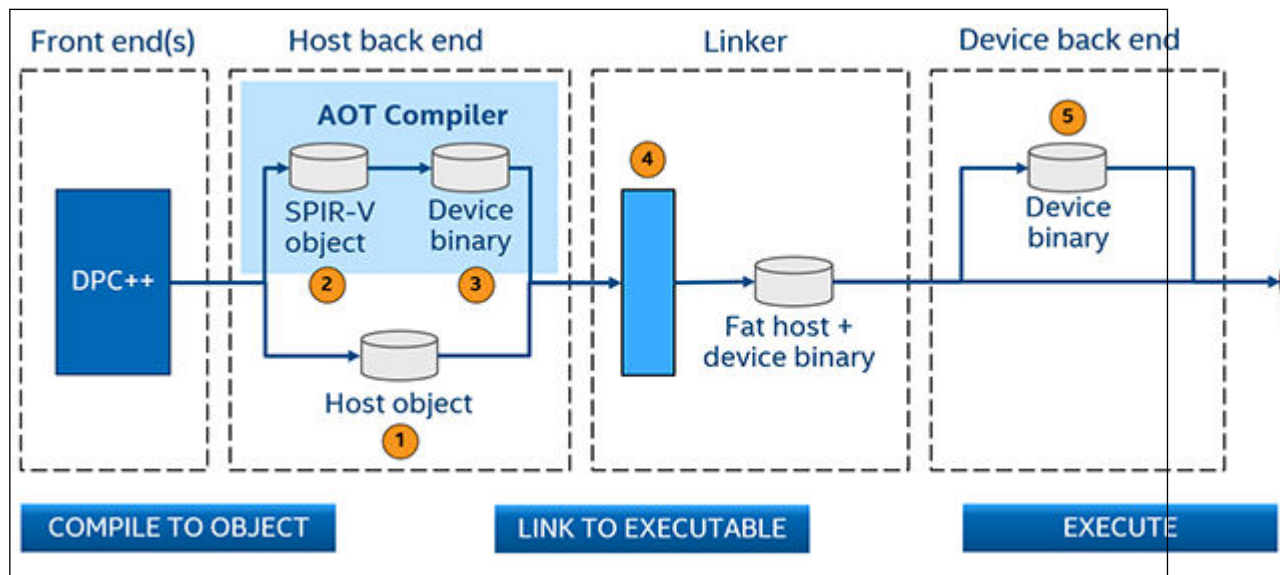 Front end(s)
Host back end
Linker
Device back end
AOT Compiler
DPC++
SPIR-V
object
2
Device
binary
3
Host object
1
4
Fat host +
device binary
5
Device
binary
COMPILE TO OBJECT
LINK TO EXECUTABLE
EXECUTE